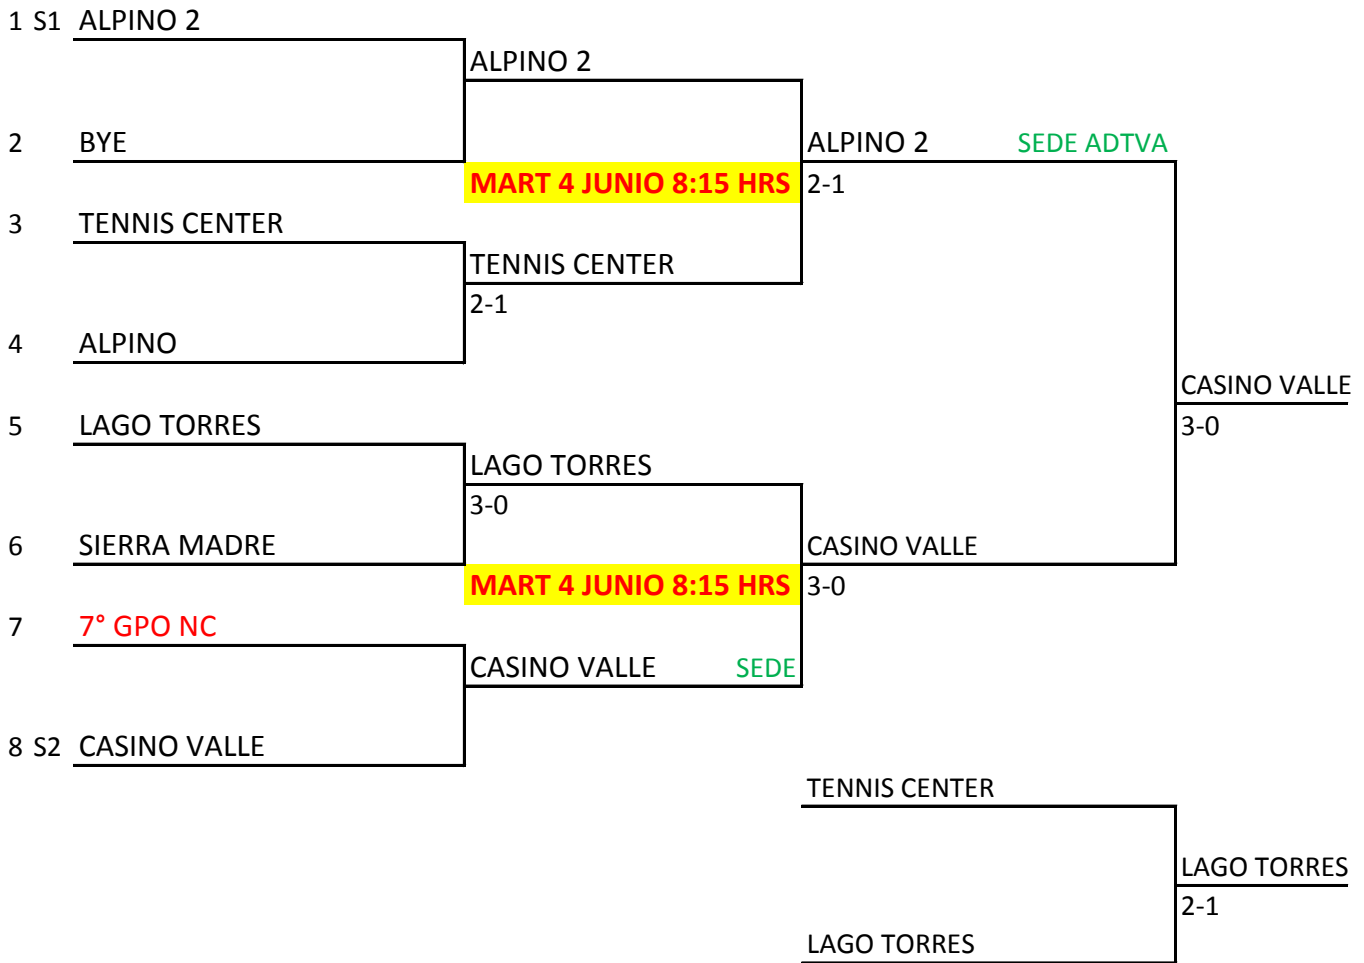 1 S1 ALPINO 2
ALPINO 2
2 BYE ALPINO 2 SEDE ADTVA
MART 4 JUNIO 8:15 HRS 2-1
3 TENNIS CENTER
TENNIS CENTER
2-1
4 ALPINO
CASINO VALLE
5 LAGO TORRES 3-0
LAGO TORRES
3-0
6 SIERRA MADRE CASINO VALLE
MART 4 JUNIO 8:15 HRS 3-0
7 7° GPO NC
CASINO VALLE SEDE
8 S2 CASINO VALLE
TENNIS CENTER
LAGO TORRES
2-1
LAGO TORRES